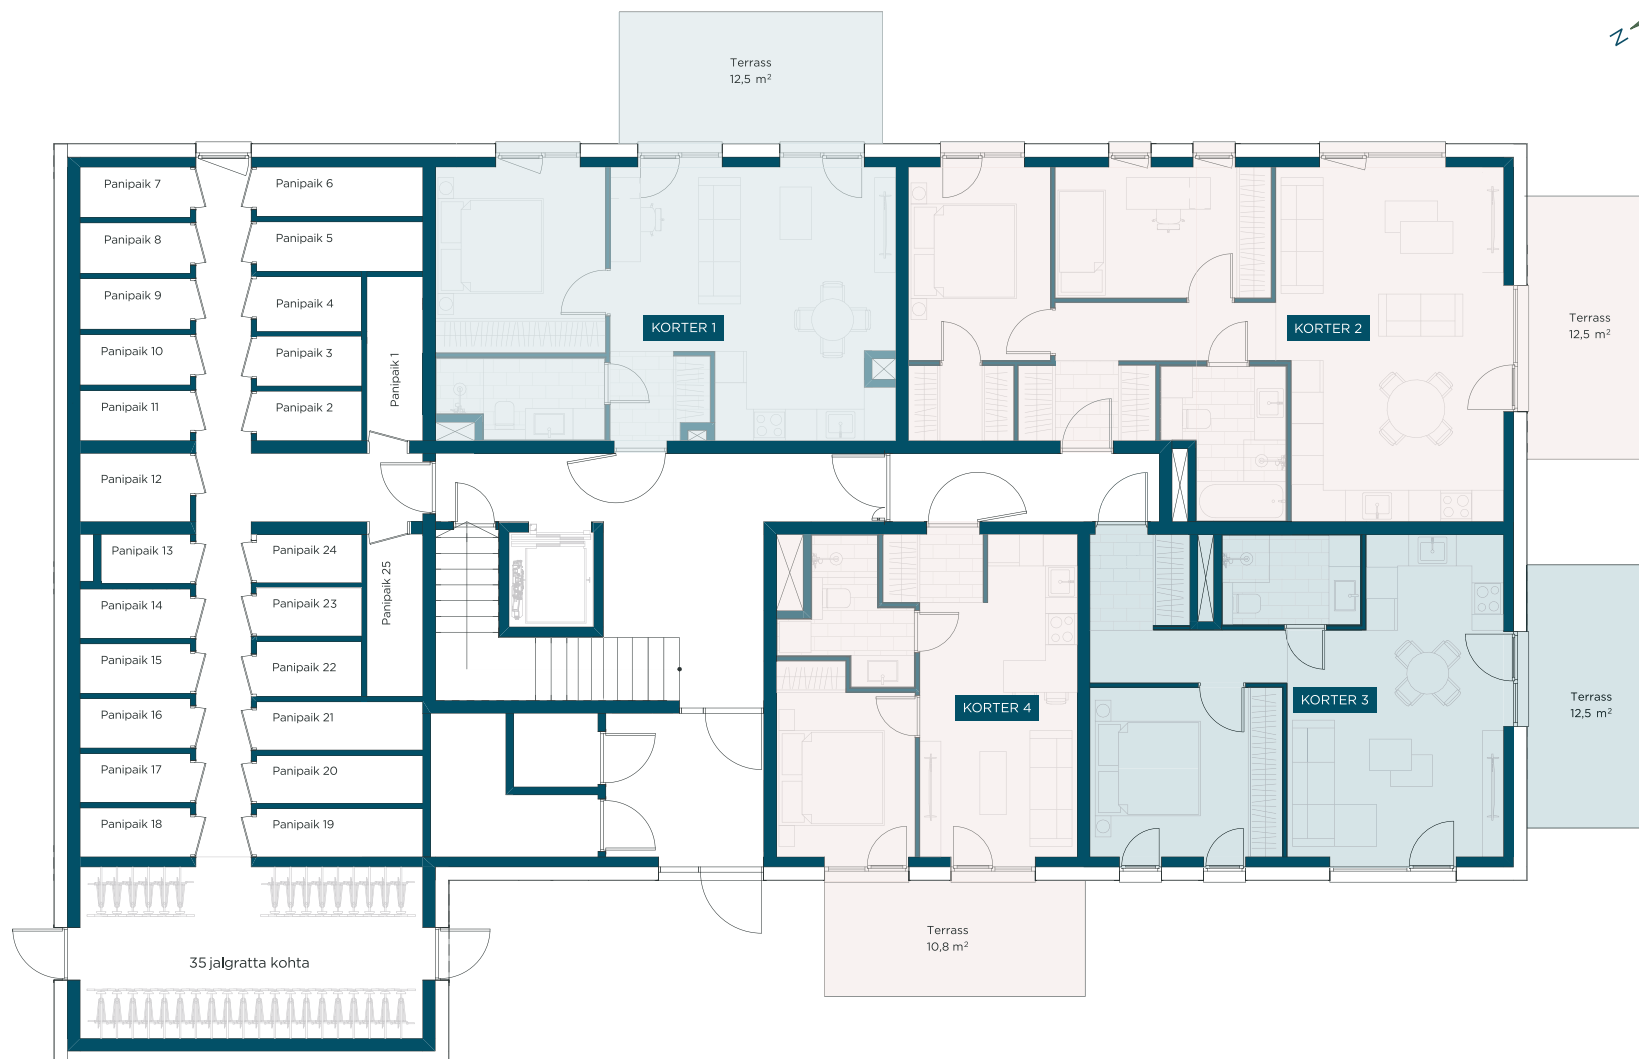 Terrass
12,5 m²
N
Panipaik 7
Panipaik 6
Panipaik 8
Panipaik 5
Panipaik 9
Panipaik 4
Panipaik 10
Panipaik 3
Panipaik 1
Panipaik 11
Panipaik 2
KORTER 1
KORTER 2
Terrass
12,5 m²
Panipaik 12
Panipaik 13
Panipaik 24
Panipaik 25
Panipaik 14
Panipaik 23
Panipaik 15
Panipaik 22
Panipaik 16
Panipaik 21
Panipaik 17
Panipaik 20
Panipaik 18
Panipaik 19
KORTER 4
KORTER 3
Terrass
12,5 m²
Terrass
10,8 m²
35 jalgratta kohta